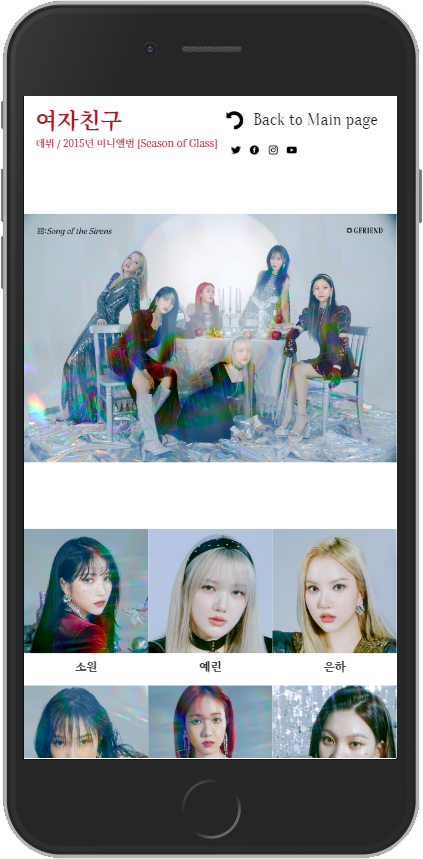 여자친구
Back to Main page
데뷔 / 2015년 미니앨범 [Season of Glass]
回:Song of the Sirens
GFRIEND
소원
예린
은하